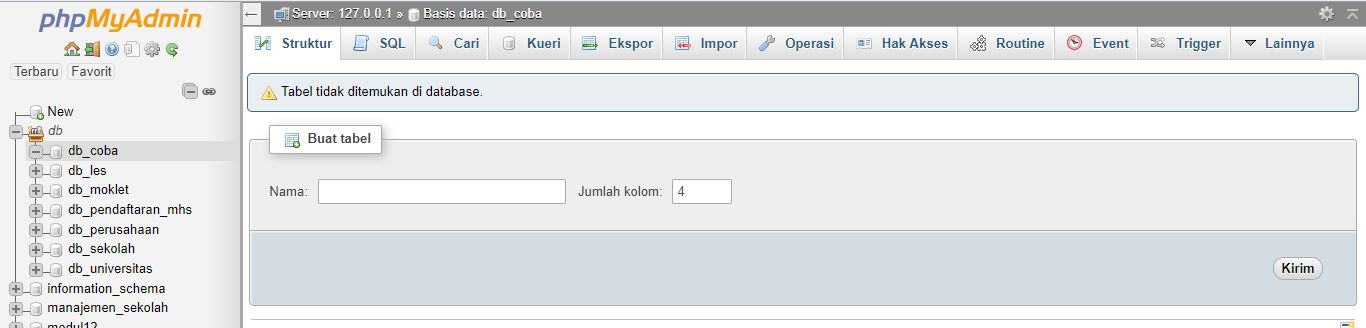 phpMyAdmin
Terbaru Favorit
New
db
db_coba
db_les
db_moklet
db_pendaftaran_mhs
db_perusahaan
db_sekolah
db_universitas
information_schema
manajemen_sekolah
modul12
Server: 127.0.0.1 » Basis data: db_coba
Struktur SQL Cari Kueri Ekspor Impor Operasi Hak Akses Routine Event Trigger Lainnya
Tabel tidak ditemukan di database.
Buat tabel
Nama: Jumlah kolom: 4
Kirim